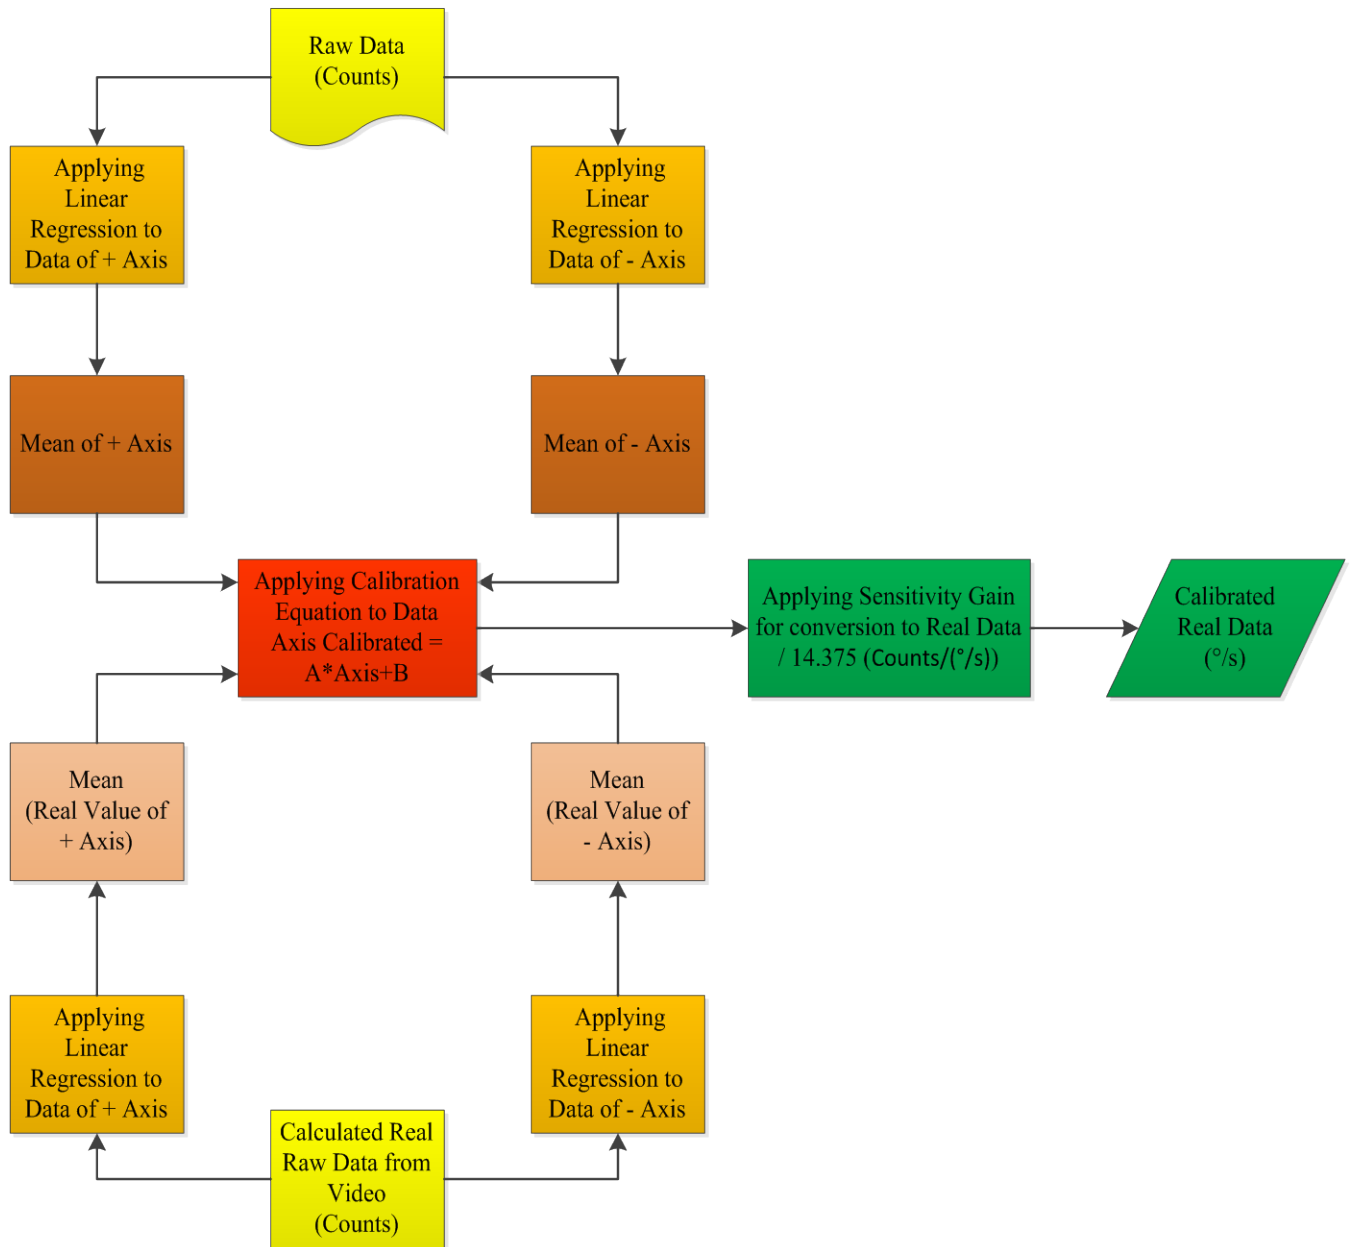 Raw Data
(Counts)
Applying
Linear
Regression to
Data of + Axis
Applying
Linear
Regression to
Data of - Axis
Mean of + Axis
Mean of - Axis
Applying Calibration
Equation to Data
Axis Calibrated =
A*Axis+B
Applying Sensitivity Gain
for conversion to Real Data
/ 14.375 (Counts/(°/s))
Calibrated
Real Data
(°/s)
Mean
(Real Value of
+ Axis)
Mean
(Real Value of
- Axis)
Applying
Linear
Regression to
Data of + Axis
Applying
Linear
Regression to
Data of - Axis
Calculated Real
Raw Data from
Video
(Counts)